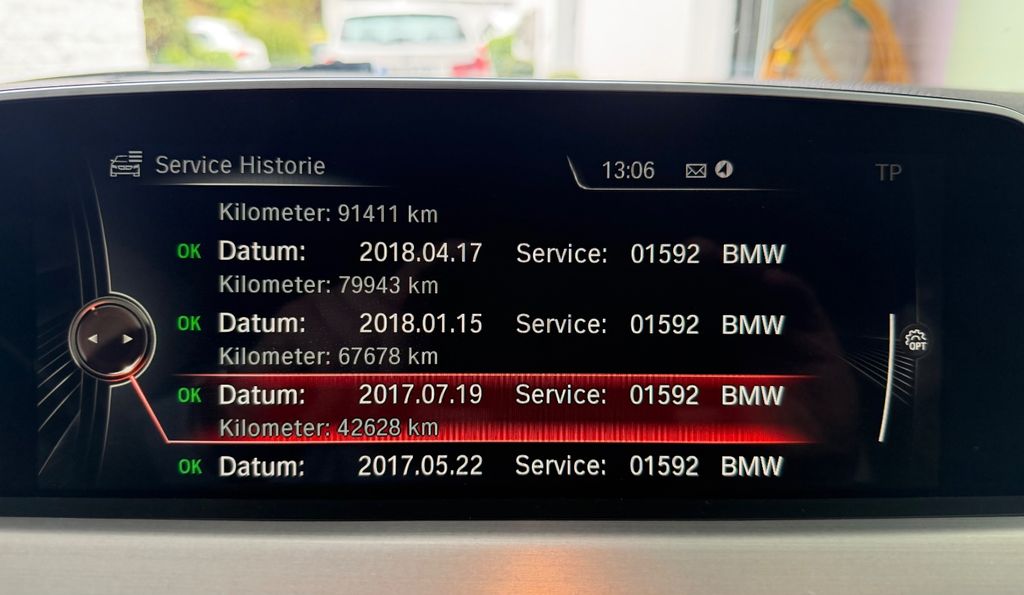 Service Historie 13:06 TP
Kilometer: 91411 km
OK Datum: 2018.04.17 Service: 01592 BMW
Kilometer: 79943 km
OK Datum: 2018.01.15 Service: 01592 BMW
Kilometer: 67678 km
OK Datum: 2017.07.19 Service: 01592 BMW
Kilometer: 42628 km
OK Datum: 2017.05.22 Service: 01592 BMW
OPT